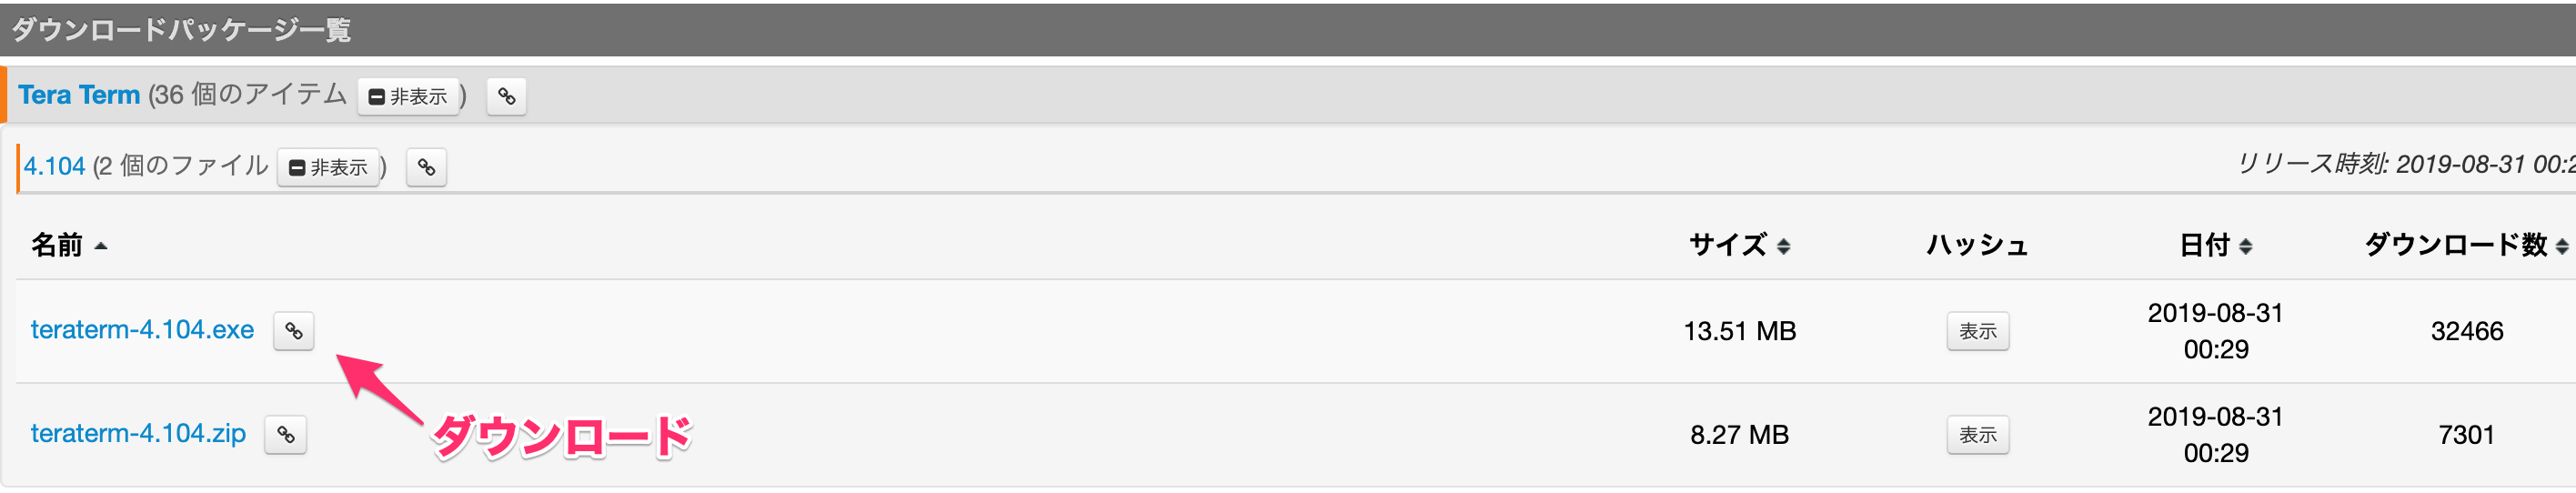 ダウンロードパッケージ一覧
Tera Term (36 個のアイテム 非表示)
4.104 (2 個のファイル 非表示) リリース時刻: 2019-08-31 00:2
名前 サイズ ハッシュ 日付 ダウンロード数
teraterm-4.104.exe 13.51 MB 表示 2019-08-31 00:29 32466
ダウンロード
teraterm-4.104.zip 8.27 MB 表示 2019-08-31 00:29 7301